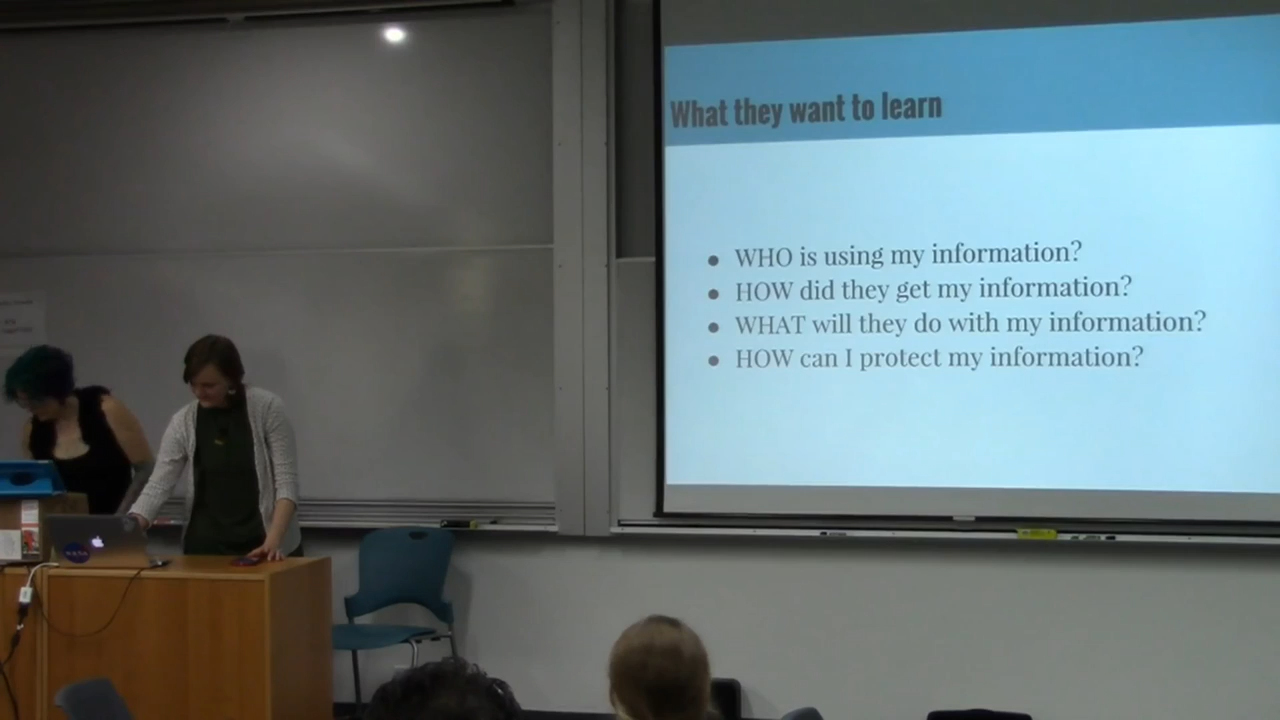 What they want to learn
WHO is using my information?
HOW did they get my information?
WHAT will they do with my information?
HOW can I protect my information?
NASA